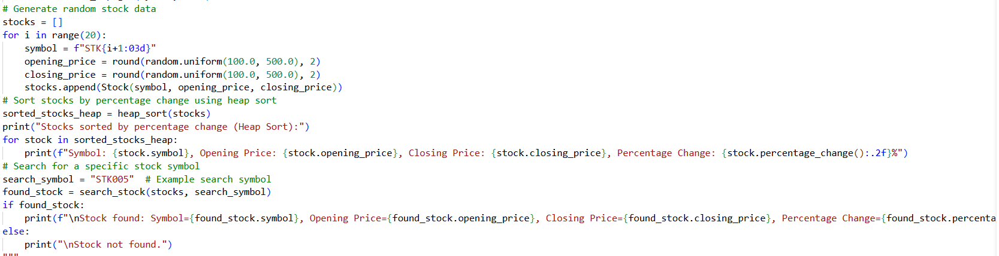 # Generate random stock data
stocks = []
for i in range(20):
    symbol = f"STK{i+1:03d}"
    opening_price = round(random.uniform(100.0, 500.0), 2)
    closing_price = round(random.uniform(100.0, 500.0), 2)
    stocks.append(Stock(symbol, opening_price, closing_price))
# Sort stocks by percentage change using heap sort
sorted_stocks_heap = heap_sort(stocks)
print("Stocks sorted by percentage change (Heap Sort):")
for stock in sorted_stocks_heap:
    print(f"Symbol: {stock.symbol}, Opening Price: {stock.opening_price}, Closing Price: {stock.closing_price}, Percentage Change: {stock.percentage_change():.2f}%")
# Search for a specific stock symbol
search_symbol = "STK005"  # Example search symbol
found_stock = search_stock(stocks, search_symbol)
if found_stock:
    print(f"\nStock found: Symbol={found_stock.symbol}, Opening Price={found_stock.opening_price}, Closing Price={found_stock.closing_price}, Percentage Change={found_stock.percenta
else:
    print("\nStock not found.")
"""